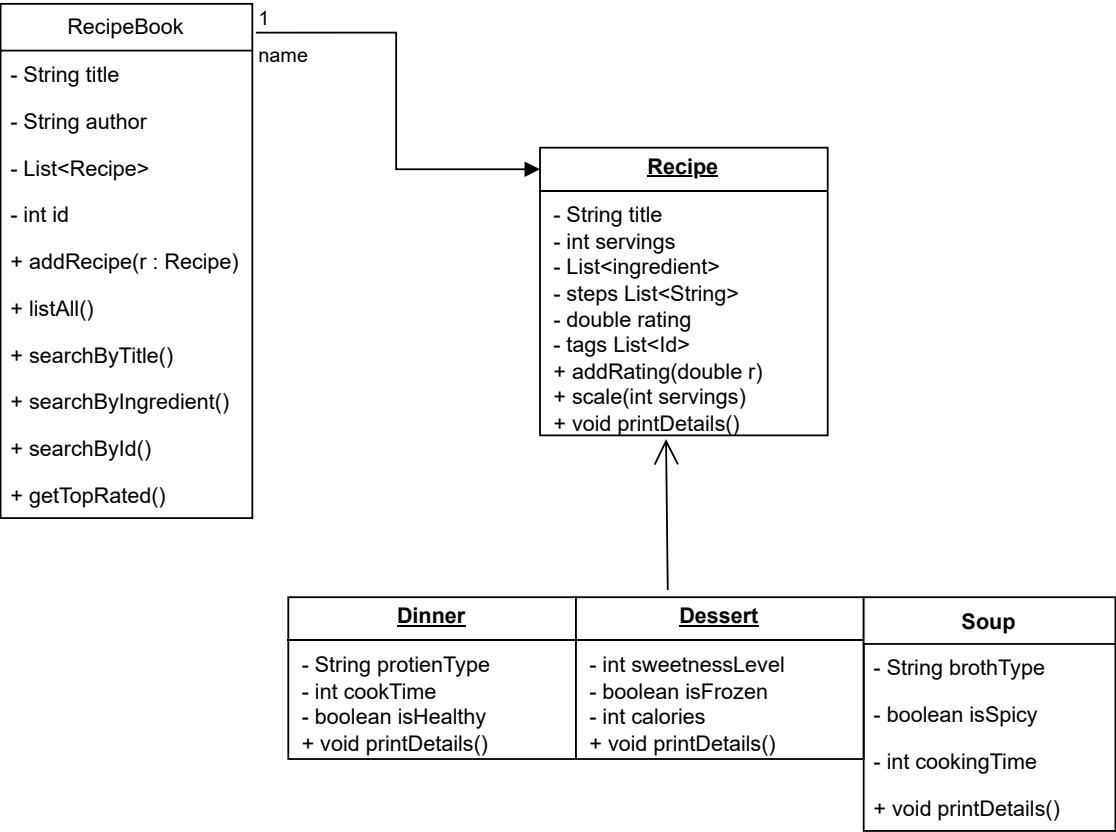 RecipeBook
- String title
- String author
- List<Recipe>
- int id
+ addRecipe(r : Recipe)
+ listAll()
+ searchByTitle()
+ searchByIngredient()
+ searchById()
+ getTopRated()
1
name
Recipe
- String title
- int servings
- List<ingredient>
- steps List<String>
- double rating
- tags List<Id>
+ addRating(double r)
+ scale(int servings)
+ void printDetails()
Dinner
- String protienType
- int cookTime
- boolean isHealthy
+ void printDetails()
Dessert
- int sweetnessLevel
- boolean isFrozen
- int calories
+ void printDetails()
Soup
- String brothType
- boolean isSpicy
- int cookingTime
+ void printDetails()